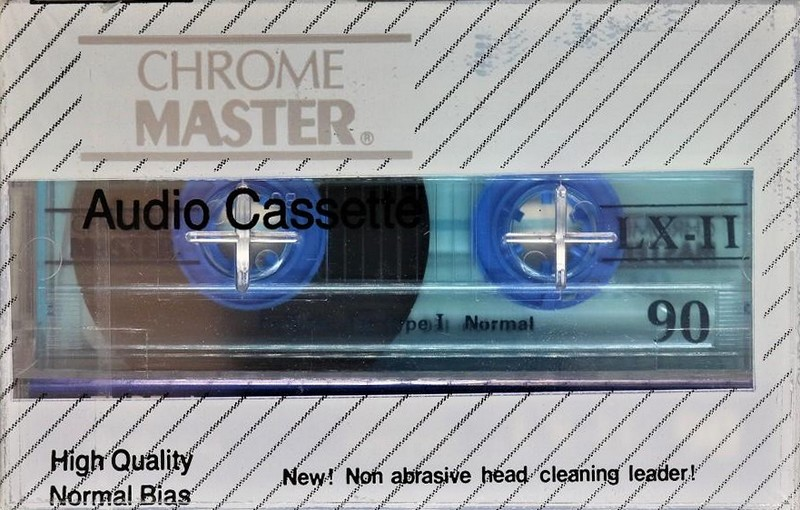 CHROME
MASTER®
Audio Cassette
LX-II
Type I Normal
90
High Quality
Normal Bias
New! Non abrasive head cleaning leader!